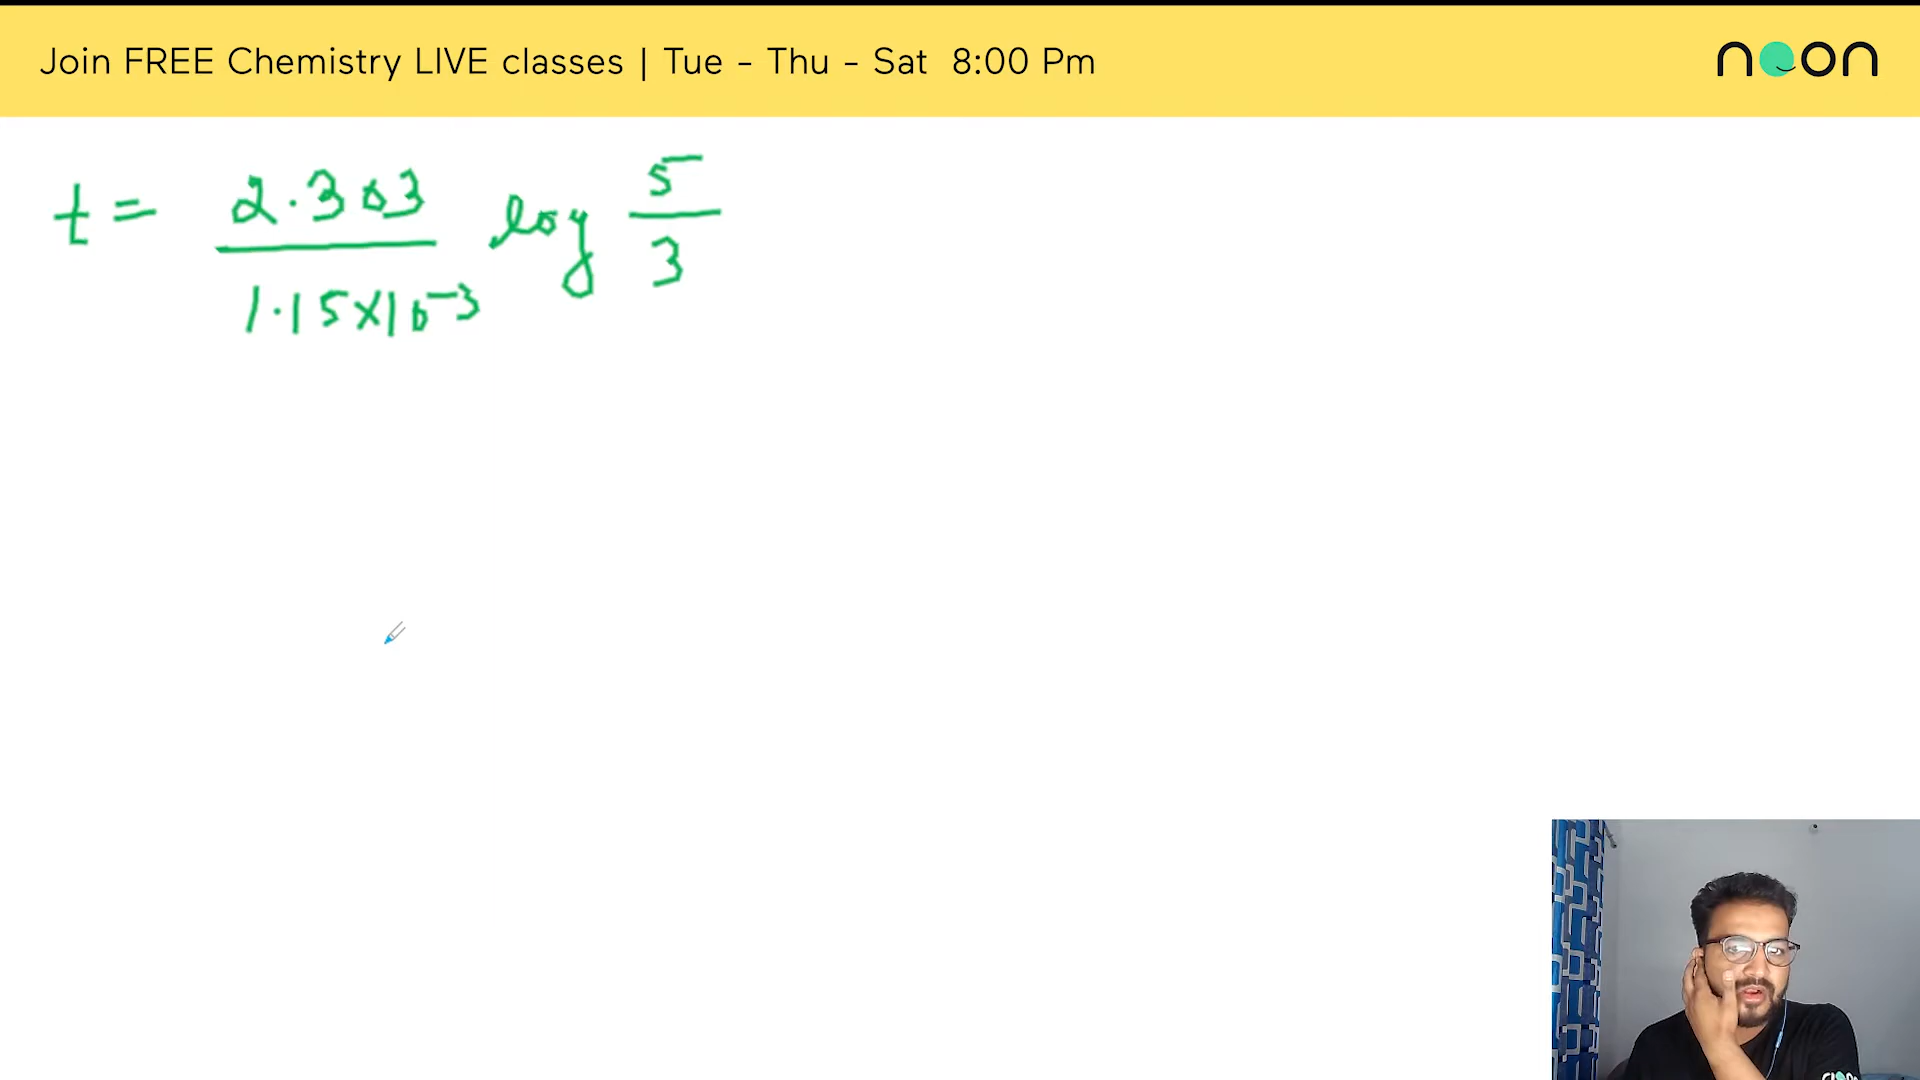 Join FREE Chemistry LIVE classes | Tue - Thu - Sat 8:00 Pm
noon
t = 2.303 / 1.15×10⁻³ log 5/3